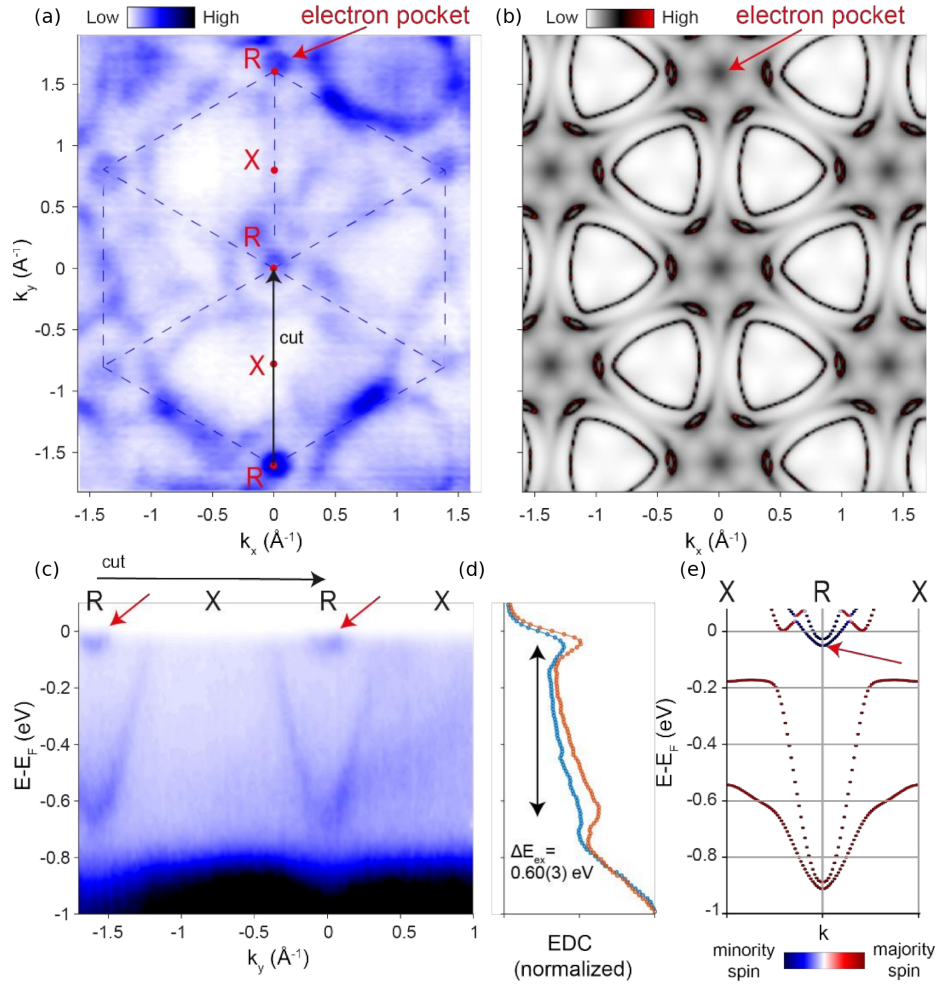 (a)
Low
High
electron pocket
R
X
R
cut
X
R
1.5
1
0.5
0
-0.5
-1
-1.5
k_y (A⁻¹)
-1.5
-1
-0.5
0
0.5
1
1.5
k_x (Å⁻¹)
(b)
Low
High
electron pocket
-1.5
-1
-0.5
0
0.5
1
1.5
k_x (Å⁻¹)
(c)
cut
R
X
R
X
0
-0.2
-0.4
-0.6
-0.8
-1
E-E_F (eV)
-1.5
-1
-0.5
0
0.5
1
k_y (Å⁻¹)
(d)
ΔE_ex =
0.60(3) eV
EDC
(normalized)
(e)
X
R
X
0
-0.2
-0.4
-0.6
-0.8
-1
E-E_F (eV)
k
minority
spin
majority
spin